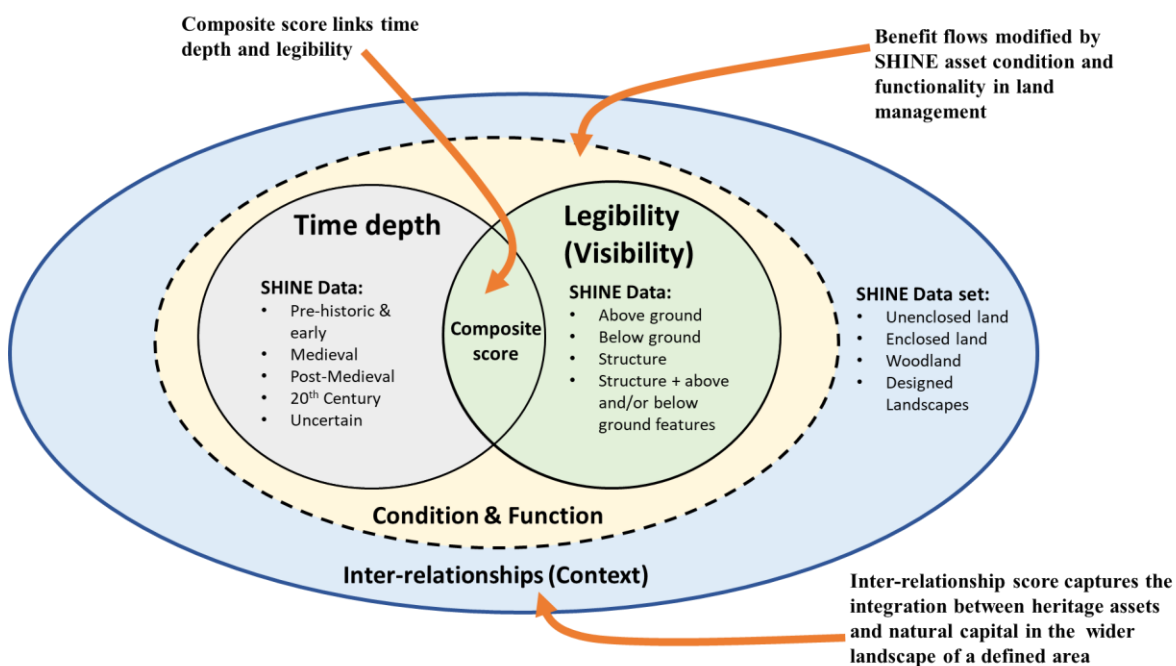 Composite score links time
depth and legibility
Benefit flows modified by
SHINE asset condition and
functionality in land
management
Time depth
SHINE Data:
• Pre-historic &
early
• Medieval
• Post-Medieval
• 20th Century
• Uncertain
Composite
score
Legibility
(Visibility)
SHINE Data:
• Above ground
• Below ground
• Structure
• Structure + above
and/or below
ground features
SHINE Data set:
• Unenclosed land
• Enclosed land
• Woodland
• Designed
Landscapes
Condition & Function
Inter-relationships (Context)
Inter-relationship score captures the
integration between heritage assets
and natural capital in the wider
landscape of a defined area